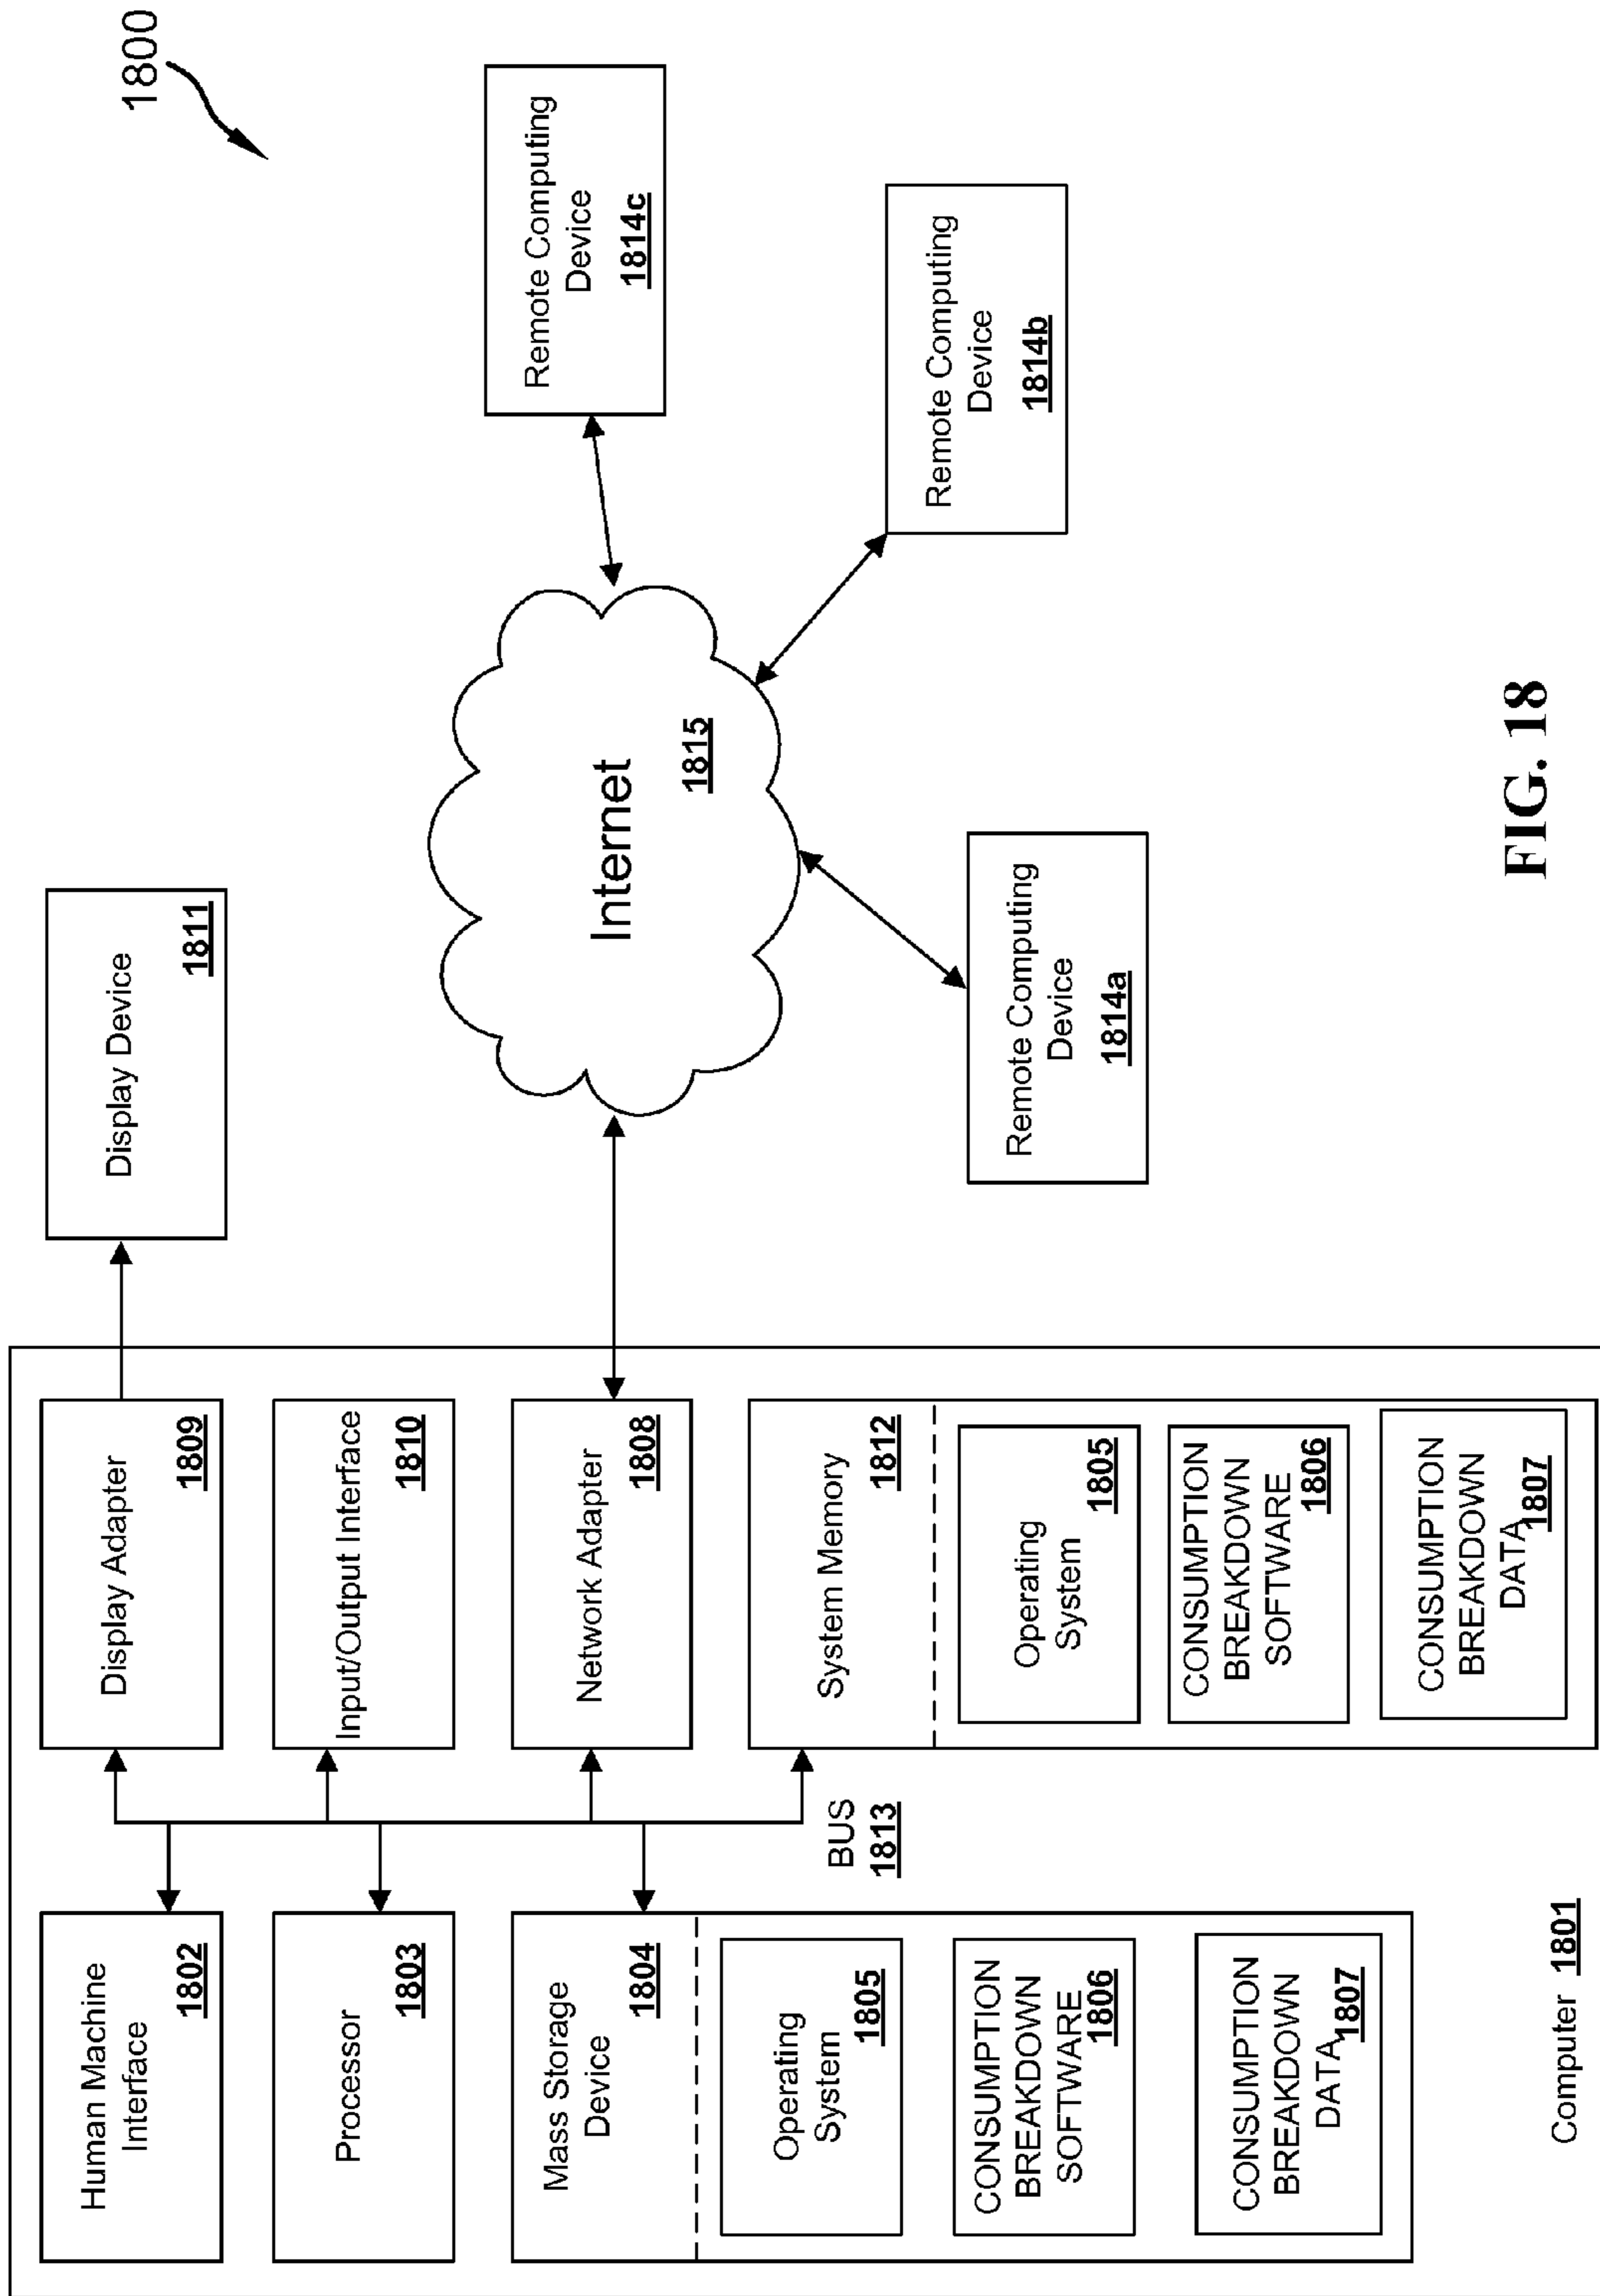 1800
Human Machine
Interface
1802
Processor
1803
Mass Storage
Device
1804
Operating
System
1805
CONSUMPTION
BREAKDOWN
SOFTWARE
1806
CONSUMPTION
BREAKDOWN
DATA
1807
BUS
1813
Computer 1801
Display Adapter
1809
Input/Output Interface
1810
Network Adapter
1808
System Memory
1812
Operating
System
1805
CONSUMPTION
BREAKDOWN
SOFTWARE
1806
CONSUMPTION
BREAKDOWN
DATA
1807
Display Device
1811
Internet
1815
Remote Computing
Device
1814a
Remote Computing
Device
1814b
Remote Computing
Device
1814c
FIG. 18